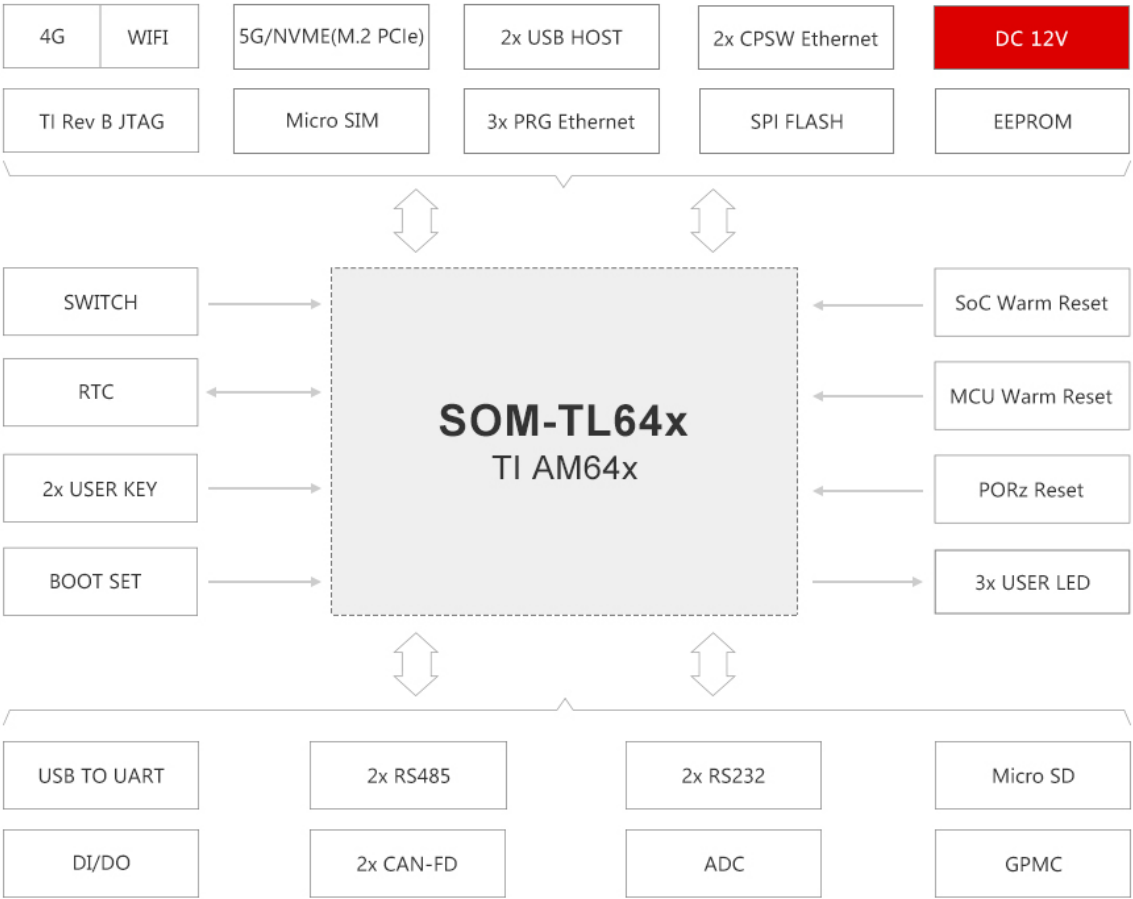 4G
WIFI
5G/NVME(M.2 PCIe)
2x USB HOST
2x CPSW Ethernet
DC 12V
TI Rev B JTAG
Micro SIM
3x PRG Ethernet
SPI FLASH
EEPROM
SWITCH
SoC Warm Reset
RTC
MCU Warm Reset
SOM-TL64x
TI AM64x
2x USER KEY
PORz Reset
BOOT SET
3x USER LED
USB TO UART
2x RS485
2x RS232
Micro SD
DI/DO
2x CAN-FD
ADC
GPMC